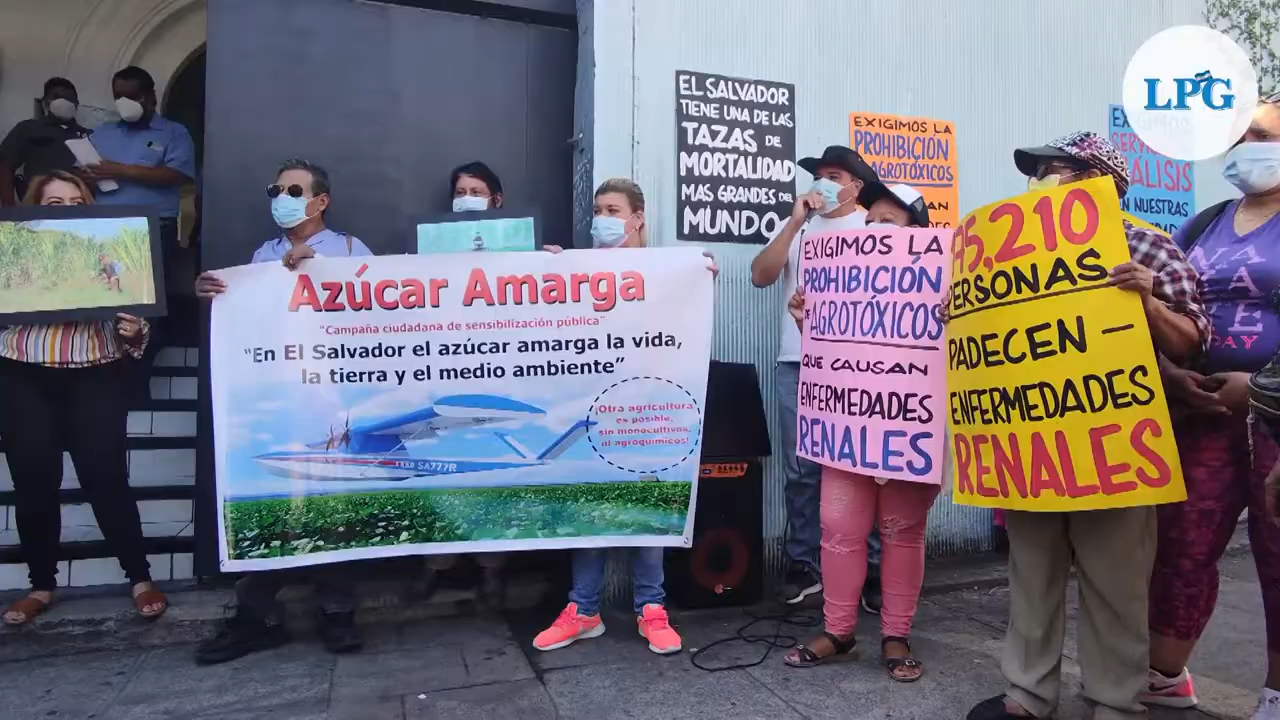 LPG
EL SALVADOR
TIENE UNA DE LAS
TAZAS DE
MORTALIDAD
MAS GRANDES DEL
MUNDO
EXIGIMOS LA
PROHIBICIÓN
AGROTÓXICOS
Azúcar Amarga
"Campaña ciudadana de sensibilización pública"
"En El Salvador el azúcar amarga la vida,
la tierra y el medio ambiente"
¡Otra agricultura
es posible,
sin monocultivos,
ni agroquímicos!
EXIGIMOS LA
PROHIBICIÓN
AGROTÓXICOS
QUE CAUSAN
ENFERMEDADES
RENALES
5,210
PERSONAS
PADECEN –
ENFERMEDADES
RENALES
NUESTRAS